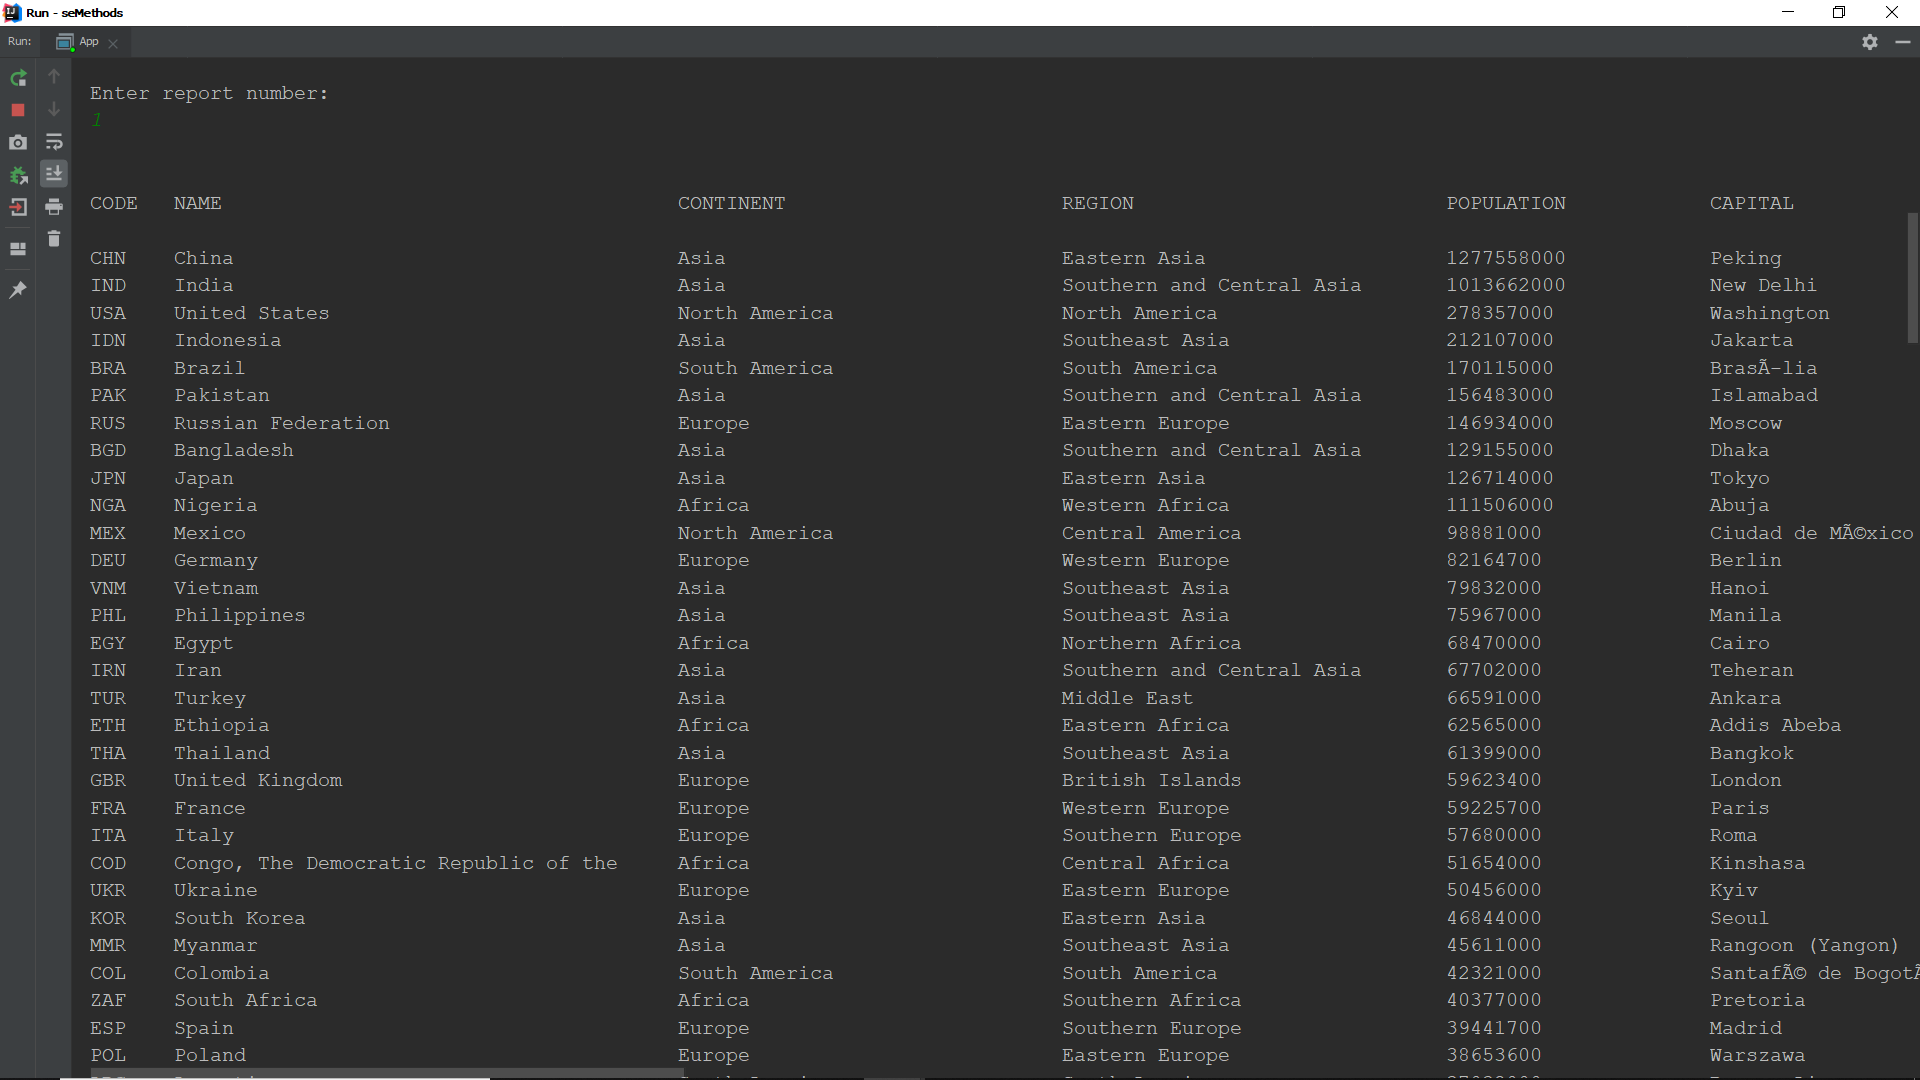 Run - seMethods
Run: App
Enter report number:
1
CODE NAME CONTINENT REGION POPULATION CAPITAL
CHN China Asia Eastern Asia 1277558000 Peking
IND India Asia Southern and Central Asia 1013662000 New Delhi
USA United States North America North America 278357000 Washington
IDN Indonesia Asia Southeast Asia 212107000 Jakarta
BRA Brazil South America South America 170115000 BrasÃ-lia
PAK Pakistan Asia Southern and Central Asia 156483000 Islamabad
RUS Russian Federation Europe Eastern Europe 146934000 Moscow
BGD Bangladesh Asia Southern and Central Asia 129155000 Dhaka
JPN Japan Asia Eastern Asia 126714000 Tokyo
NGA Nigeria Africa Western Africa 111506000 Abuja
MEX Mexico North America Central America 98881000 Ciudad de MÃ©xico
DEU Germany Europe Western Europe 82164700 Berlin
VNM Vietnam Asia Southeast Asia 79832000 Hanoi
PHL Philippines Asia Southeast Asia 75967000 Manila
EGY Egypt Africa Northern Africa 68470000 Cairo
IRN Iran Asia Southern and Central Asia 67702000 Teheran
TUR Turkey Asia Middle East 66591000 Ankara
ETH Ethiopia Africa Eastern Africa 62565000 Addis Abeba
THA Thailand Asia Southeast Asia 61399000 Bangkok
GBR United Kingdom Europe British Islands 59623400 London
FRA France Europe Western Europe 59225700 Paris
ITA Italy Europe Southern Europe 57680000 Roma
COD Congo, The Democratic Republic of the Africa Central Africa 51654000 Kinshasa
UKR Ukraine Europe Eastern Europe 50456000 Kyiv
KOR South Korea Asia Eastern Asia 46844000 Seoul
MMR Myanmar Asia Southeast Asia 45611000 Rangoon (Yangon)
COL Colombia South America South America 42321000 SantafÃ© de BogotÃ
ZAF South Africa Africa Southern Africa 40377000 Pretoria
ESP Spain Europe Southern Europe 39441700 Madrid
POL Poland Europe Eastern Europe 38653600 Warszawa